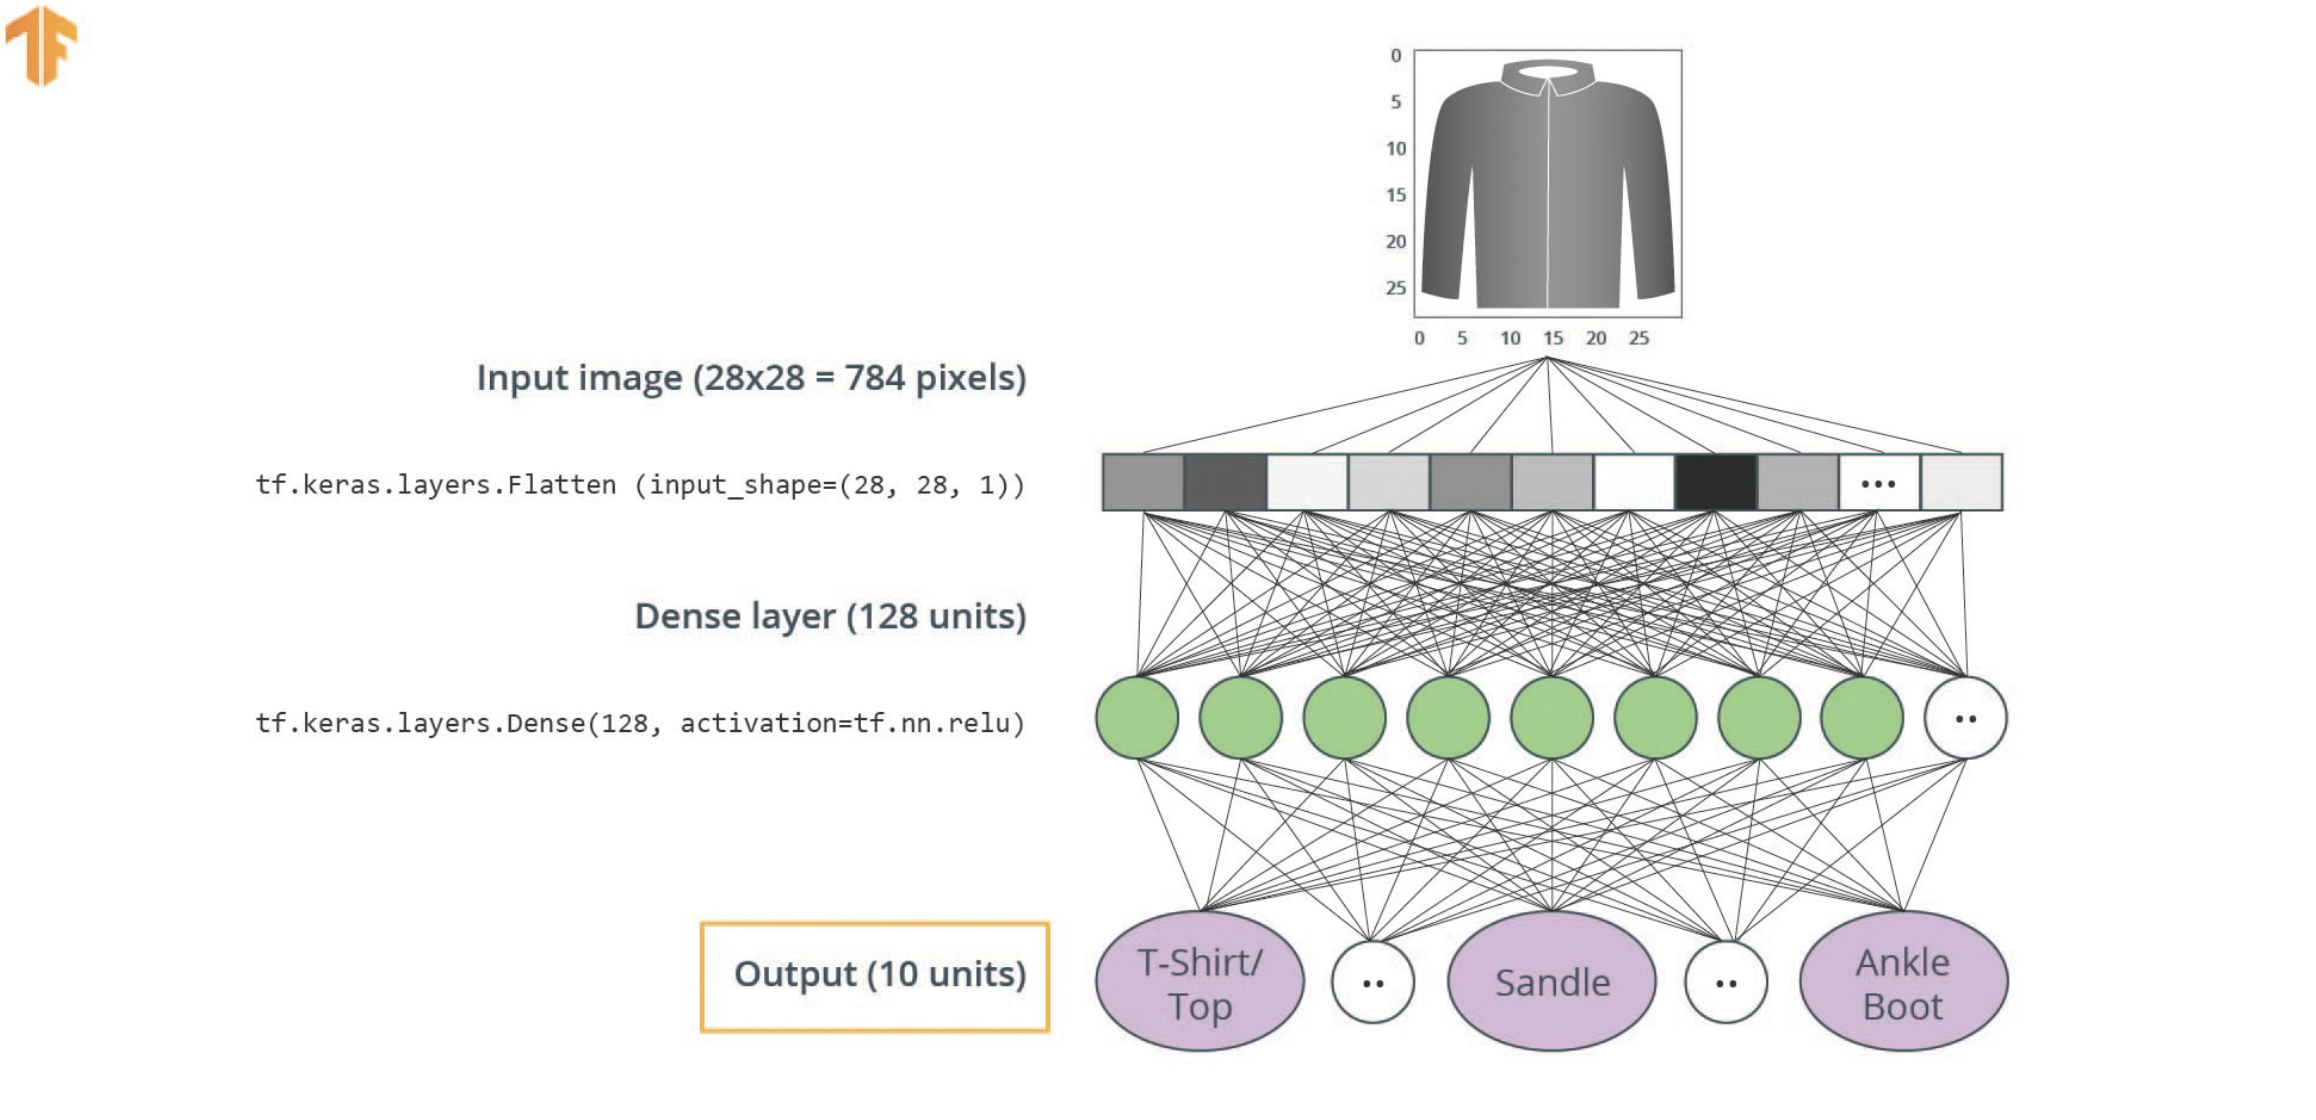 0
5
10
15
20
25
0 5 10 15 20 25
Input image (28x28 = 784 pixels)
tf.keras.layers.Flatten (input_shape=(28, 28, 1))
...
Dense layer (128 units)
tf.keras.layers.Dense(128, activation=tf.nn.relu)
..
Output (10 units)
T-Shirt/
Top
..
Sandle
..
Ankle
Boot